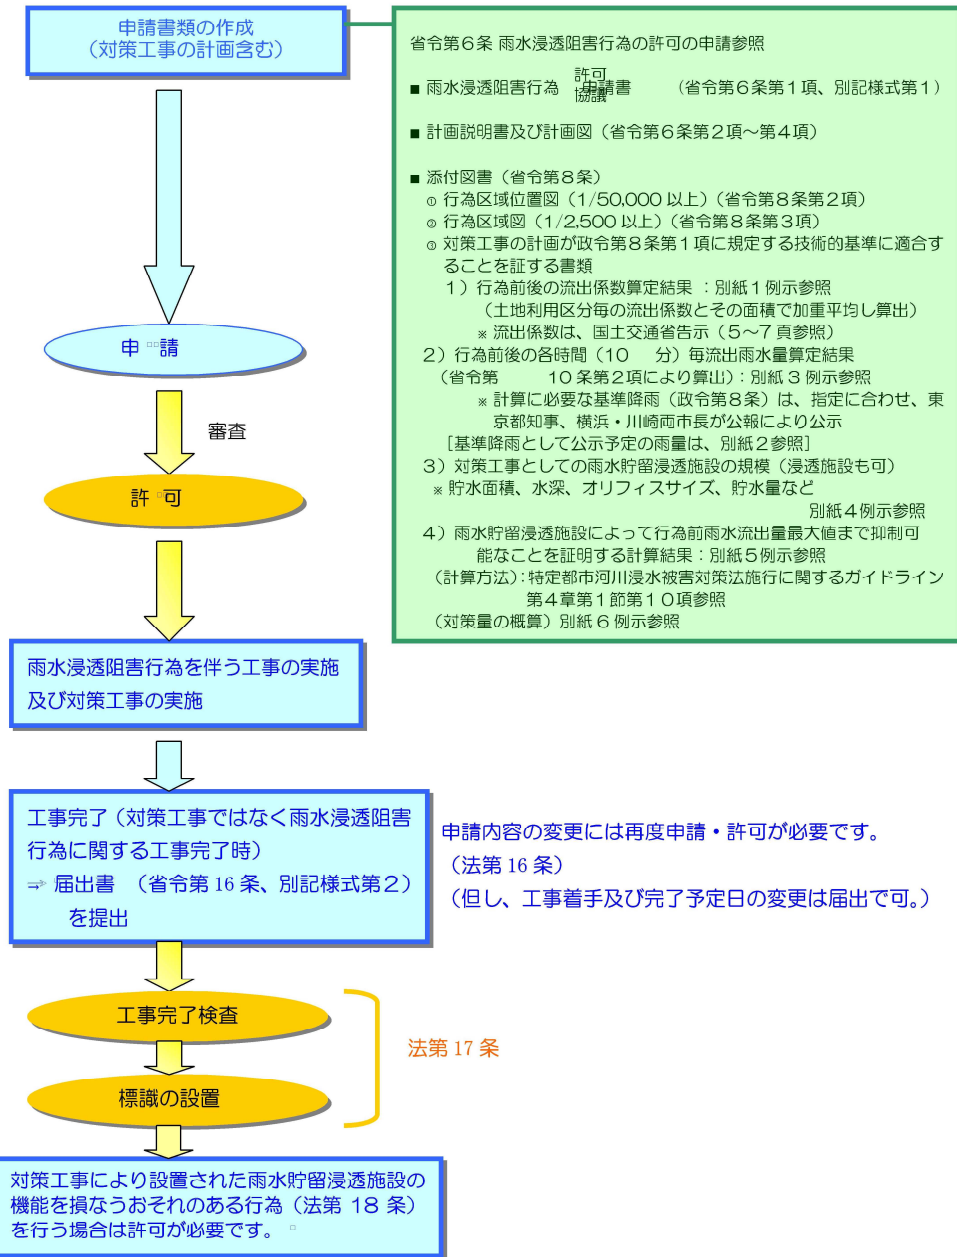 申請書類の作成
（対策工事の計画含む）
省令第６条 雨水浸透阻害行為の許可の申請参照
■ 雨水浸透阻害行為 許可 申請書 （省令第６条第１項、別記様式第１）
協議
■ 計画説明書及び計画図（省令第６条第２項～第４項）
■ 添付図書（省令第８条）
① 行為区域位置図（1/50,000 以上）（省令第８条第２項）
② 行為区域図（1/2,500 以上）（省令第８条第３項）
③ 対策工事の計画が政令第８条第１項に規定する技術的基準に適合す
ることを証する書類
１）行為前後の流出係数算定結果 ：別紙１例示参照
（土地利用区分毎の流出係数とその面積で加重平均し算出）
※ 流出係数は、国土交通省告示（５～７頁参照）
２）行為前後の各時間（10 分）毎流出雨水量算定結果
（省令第 10 条第２項により算出）：別紙 3 例示参照
※ 計算に必要な基準降雨（政令第８条）は、指定に合わせ、東
京都知事、横浜・川崎両市長が公報により公示
［基準降雨として公示予定の雨量は、別紙２参照］
３）対策工事としての雨水貯留浸透施設の規模（浸透施設も可）
※ 貯水面積、水深、オリフィスサイズ、貯水量など
別紙４例示参照
４）雨水貯留浸透施設によって行為前雨水流出量最大値まで抑制可
能なことを証明する計算結果：別紙５例示参照
（計算方法）：特定都市河川浸水被害対策法施行に関するガイドライン
第４章第１節第１０項参照
（対策量の概算）別紙 6 例示参照
申 請
審査
許 可
雨水浸透阻害行為を伴う工事の実施
及び対策工事の実施
工事完了（対策工事ではなく雨水浸透阻害
行為に関する工事完了時）
⇒ 届出書 （省令第 16 条、別記様式第２）
を提出
申請内容の変更には再度申請・許可が必要です。
（法第 16 条）
（但し、工事着手及び完了予定日の変更は届出で可。）
工事完了検査
法第 17 条
標識の設置
対策工事により設置された雨水貯留浸透施設の
機能を損なうおそれのある行為（法第 18 条）
を行う場合は許可が必要です。